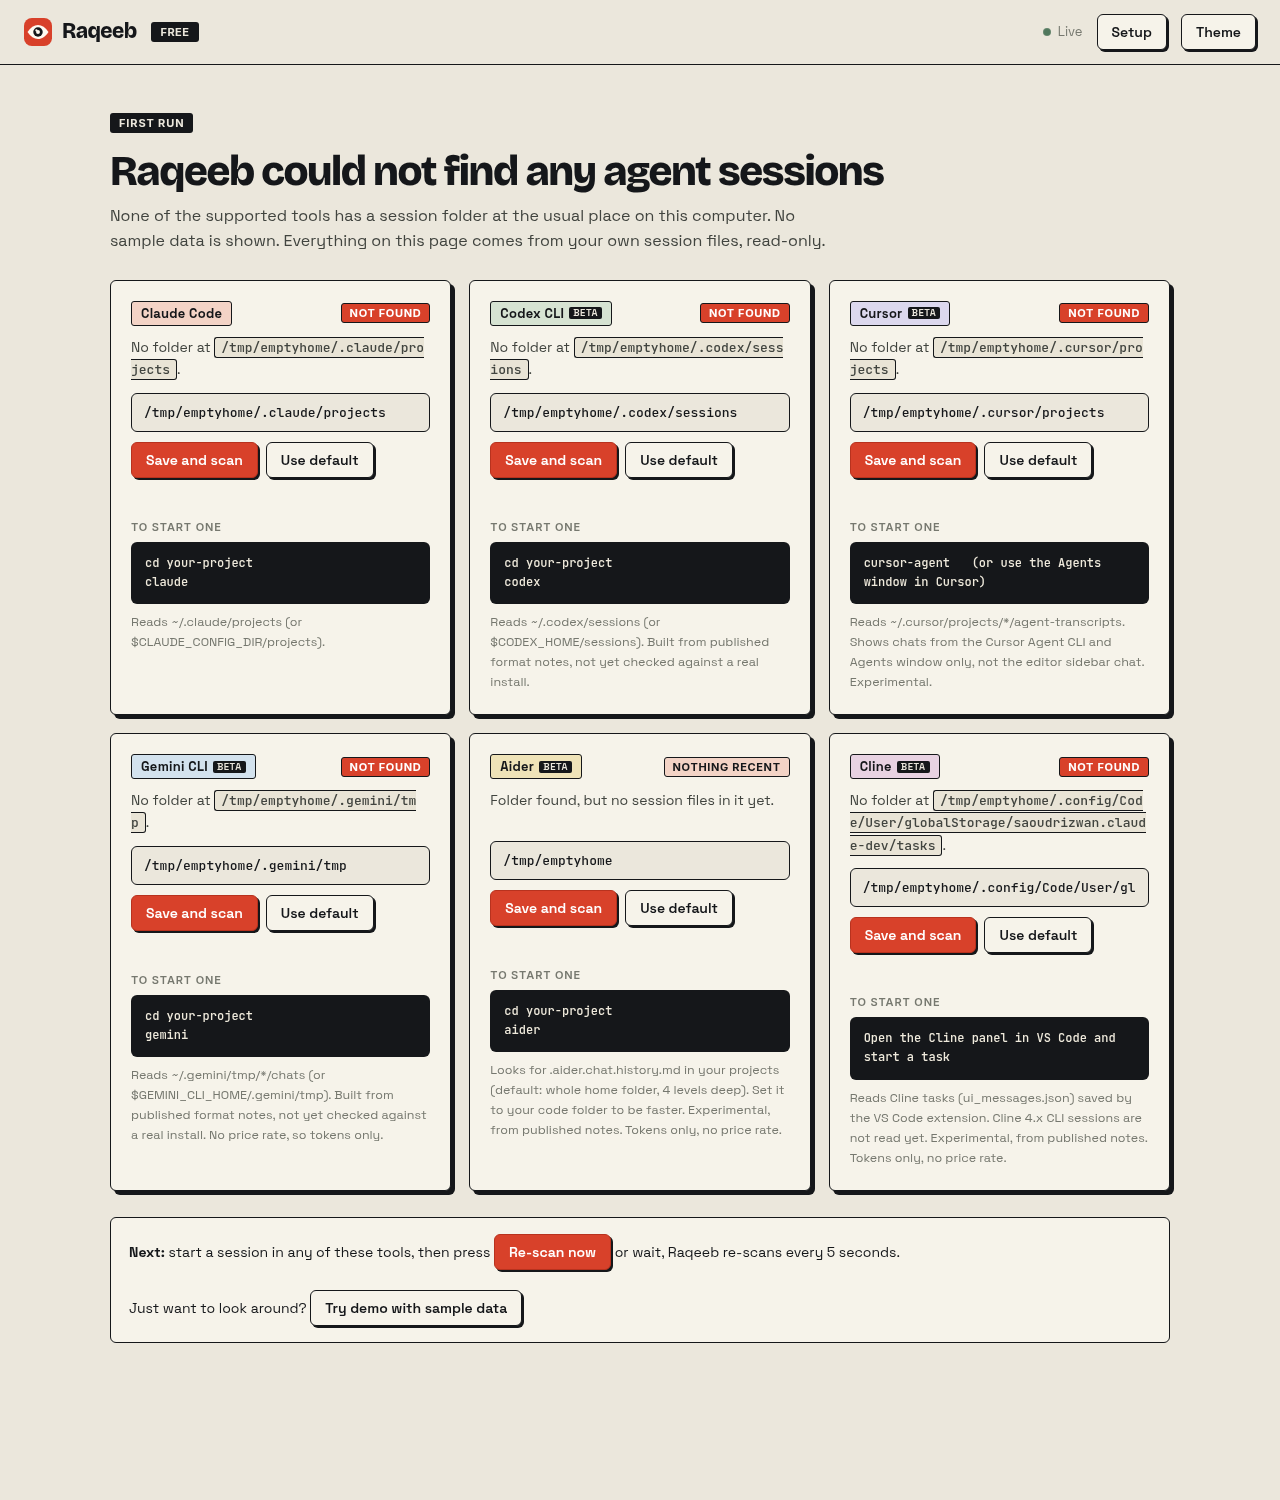 Raqeeb FREE
Live Setup Theme
FIRST RUN
Raqeeb could not find any agent sessions
None of the supported tools has a session folder at the usual place on this computer. No
sample data is shown. Everything on this page comes from your own session files, read-only.
Claude Code NOT FOUND
No folder at /tmp/emptyhome/.claude/pro
jects .
/tmp/emptyhome/.claude/projects
Save and scan Use default
TO START ONE
cd your-project
claude
Reads ~/.claude/projects (or
$CLAUDE_CONFIG_DIR/projects).
Codex CLI BETA NOT FOUND
No folder at /tmp/emptyhome/.codex/sess
ions .
/tmp/emptyhome/.codex/sessions
Save and scan Use default
TO START ONE
cd your-project
codex
Reads ~/.codex/sessions (or
$CODEX_HOME/sessions). Built from published
format notes, not yet checked against a real
install.
Cursor BETA NOT FOUND
No folder at /tmp/emptyhome/.cursor/pro
jects .
/tmp/emptyhome/.cursor/projects
Save and scan Use default
TO START ONE
cursor-agent   (or use the Agents
window in Cursor)
Reads ~/.cursor/projects/*/agent-transcripts.
Shows chats from the Cursor Agent CLI and
Agents window only, not the editor sidebar chat.
Experimental.
Gemini CLI BETA NOT FOUND
No folder at /tmp/emptyhome/.gemini/tm
p .
/tmp/emptyhome/.gemini/tmp
Save and scan Use default
TO START ONE
cd your-project
gemini
Reads ~/.gemini/tmp/*/chats (or
$GEMINI_CLI_HOME/.gemini/tmp). Built from
published format notes, not yet checked against
a real install. No price rate, so tokens only.
Aider BETA NOTHING RECENT
Folder found, but no session files in it yet.
/tmp/emptyhome
Save and scan Use default
TO START ONE
cd your-project
aider
Looks for .aider.chat.history.md in your projects
(default: whole home folder, 4 levels deep). Set it
to your code folder to be faster. Experimental,
from published notes. Tokens only, no price rate.
Cline BETA NOT FOUND
No folder at /tmp/emptyhome/.config/Cod
e/User/globalStorage/saoudrizwan.claud
e-dev/tasks .
/tmp/emptyhome/.config/Code/User/gl
Save and scan Use default
TO START ONE
Open the Cline panel in VS Code and
start a task
Reads Cline tasks (ui_messages.json) saved by
the VS Code extension. Cline 4.x CLI sessions are
not read yet. Experimental, from published notes.
Tokens only, no price rate.
Next: start a session in any of these tools, then press Re-scan now or wait, Raqeeb re-scans every 5 seconds.
Just want to look around? Try demo with sample data